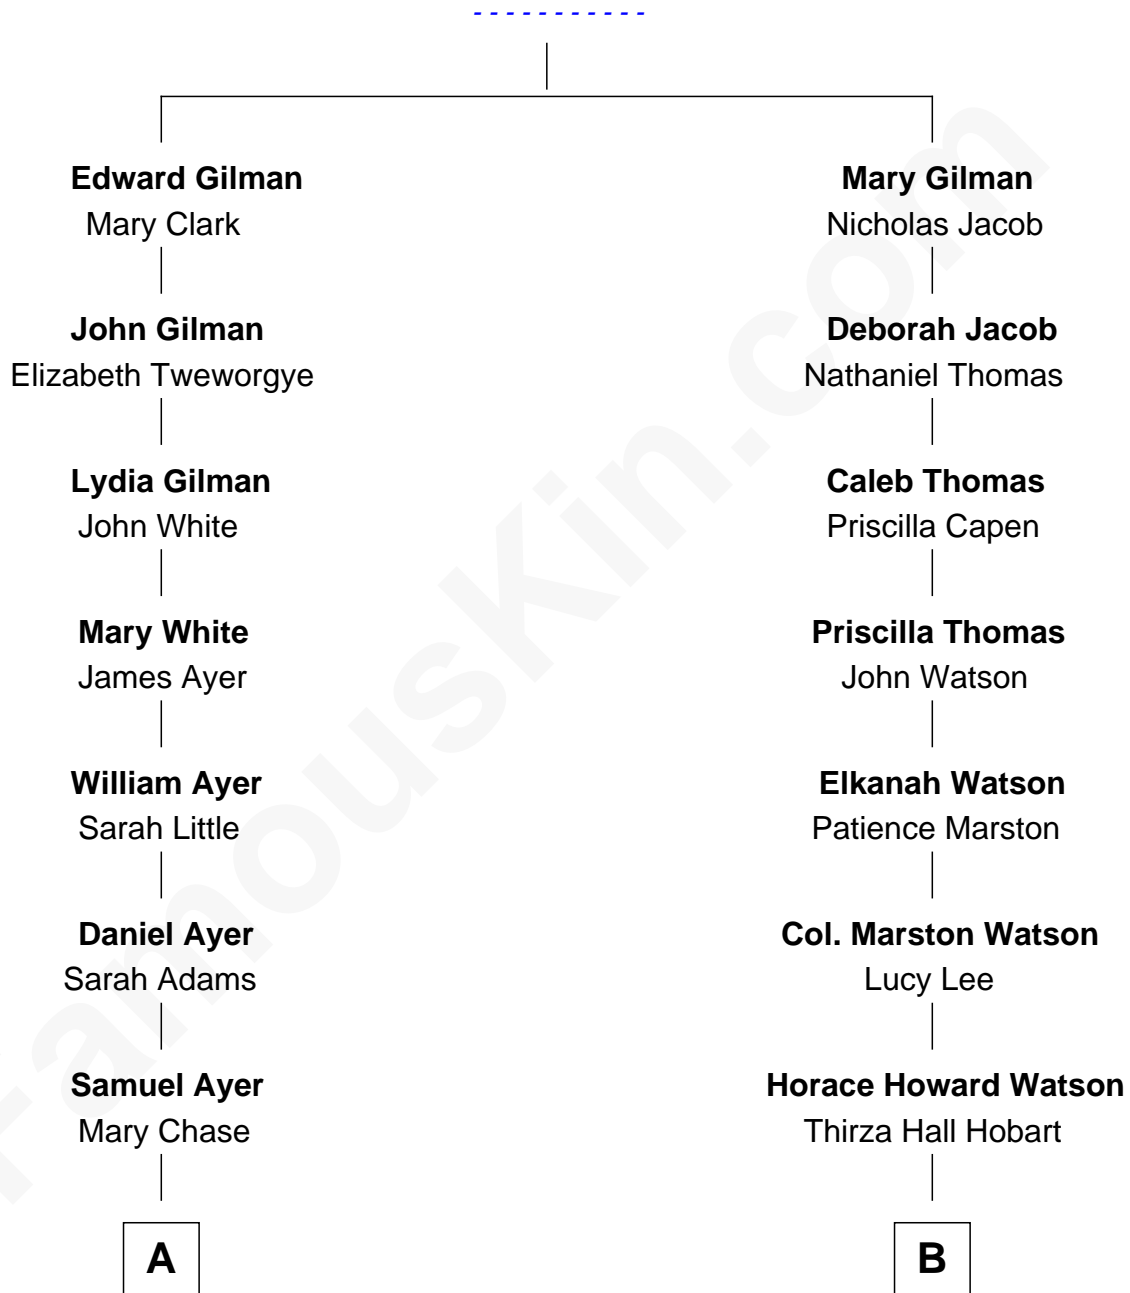 - - - - - - - - - - -
Edward Gilman
Mary Clark
John Gilman
Elizabeth Tweworgye
Lydia Gilman
John White
Mary White
James Ayer
William Ayer
Sarah Little
Daniel Ayer
Sarah Adams
Samuel Ayer
Mary Chase
A
Mary Gilman
Nicholas Jacob
Deborah Jacob
Nathaniel Thomas
Caleb Thomas
Priscilla Capen
Priscilla Thomas
John Watson
Elkanah Watson
Patience Marston
Col. Marston Watson
Lucy Lee
Horace Howard Watson
Thirza Hall Hobart
B
FamousKin.com